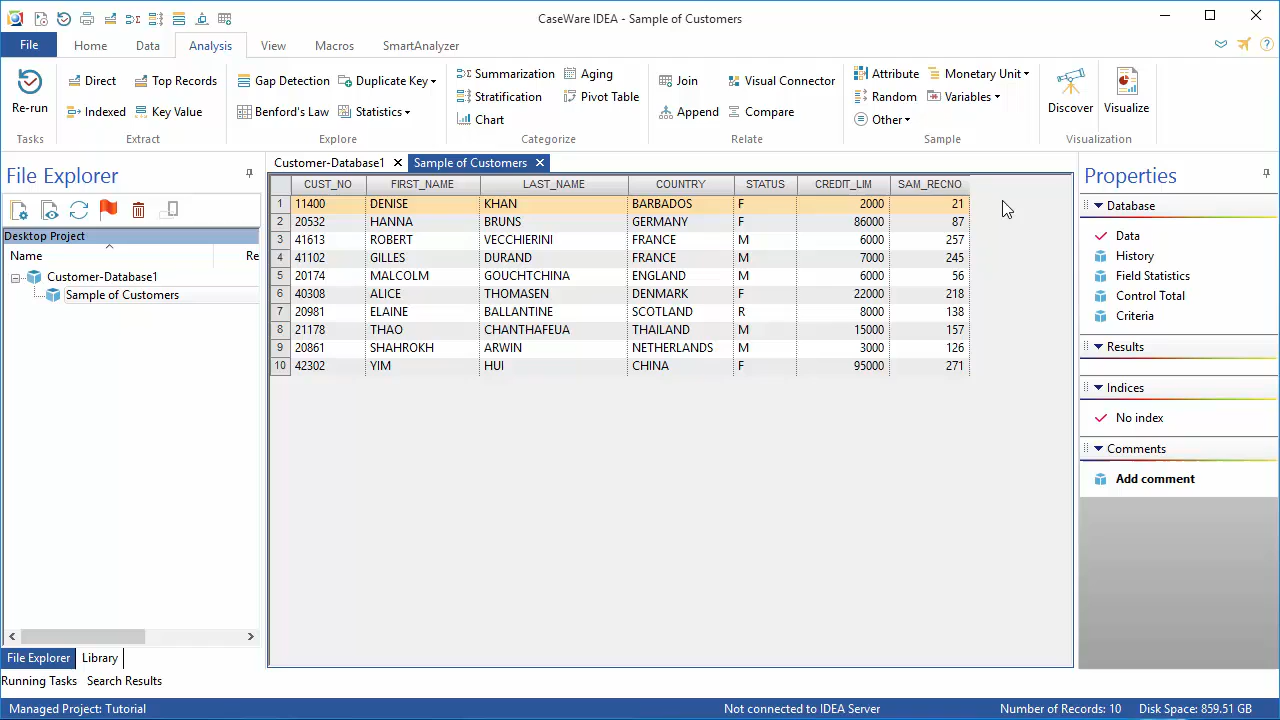 CaseWare IDEA - Sample of Customers
File Home Data Analysis View Macros SmartAnalyzer
Direct Top Records Gap Detection Duplicate Key Summarization Aging Join Visual Connector Attribute Monetary Unit
Stratification Pivot Table Random Variables
Re-run Indexed Key Value Benford's Law Statistics Chart Append Compare Other Discover Visualize
Tasks Extract Explore Categorize Relate Sample Visualization
File Explorer
Desktop Project
Name Re
Customer-Database1
Sample of Customers
Customer-Database1 Sample of Customers
CUST_NO FIRST_NAME LAST_NAME COUNTRY STATUS CREDIT_LIM SAM_RECNO
1 11400 DENISE KHAN BARBADOS F 2000 21
2 20532 HANNA BRUNS GERMANY F 86000 87
3 41613 ROBERT VECCHIERINI FRANCE M 6000 257
4 41102 GILLES DURAND FRANCE M 7000 245
5 20174 MALCOLM GOUCHTCHINA ENGLAND M 6000 56
6 40308 ALICE THOMASEN DENMARK F 22000 218
7 20981 ELAINE BALLANTINE SCOTLAND R 8000 138
8 21178 THAO CHANTHAFEUA THAILAND M 15000 157
9 20861 SHAHROKH ARWIN NETHERLANDS M 3000 126
10 42302 YIM HUI CHINA F 95000 271
Properties
Database
Data
History
Field Statistics
Control Total
Criteria
Results
Indices
No index
Comments
Add comment
File Explorer Library
Running Tasks Search Results
Managed Project: Tutorial Not connected to IDEA Server Number of Records: 10 Disk Space: 859.51 GB